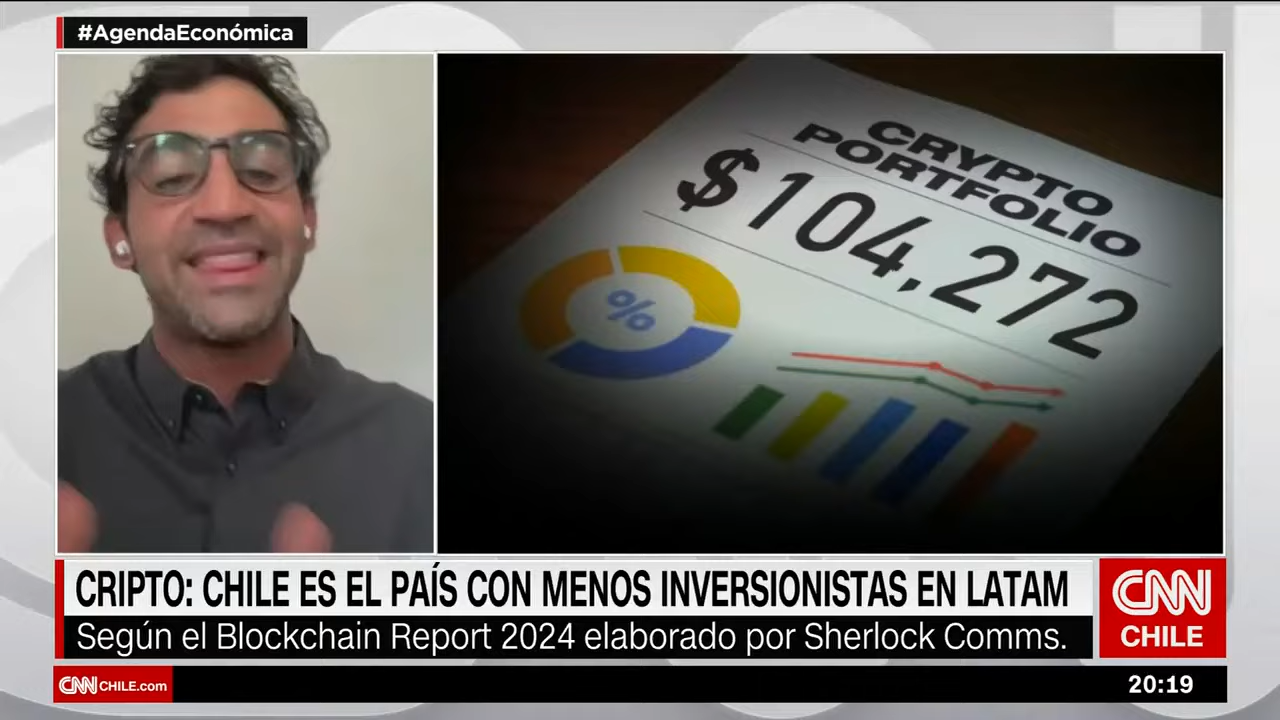 #AgendaEconómica
CRYPTO
PORTFOLIO
$104,272
%
CRIPTO: CHILE ES EL PAÍS CON MENOS INVERSIONISTAS EN LATAM
Según el Blockchain Report 2024 elaborado por Sherlock Comms.
CNN
CHILE
CNNCHILE.com
20:19